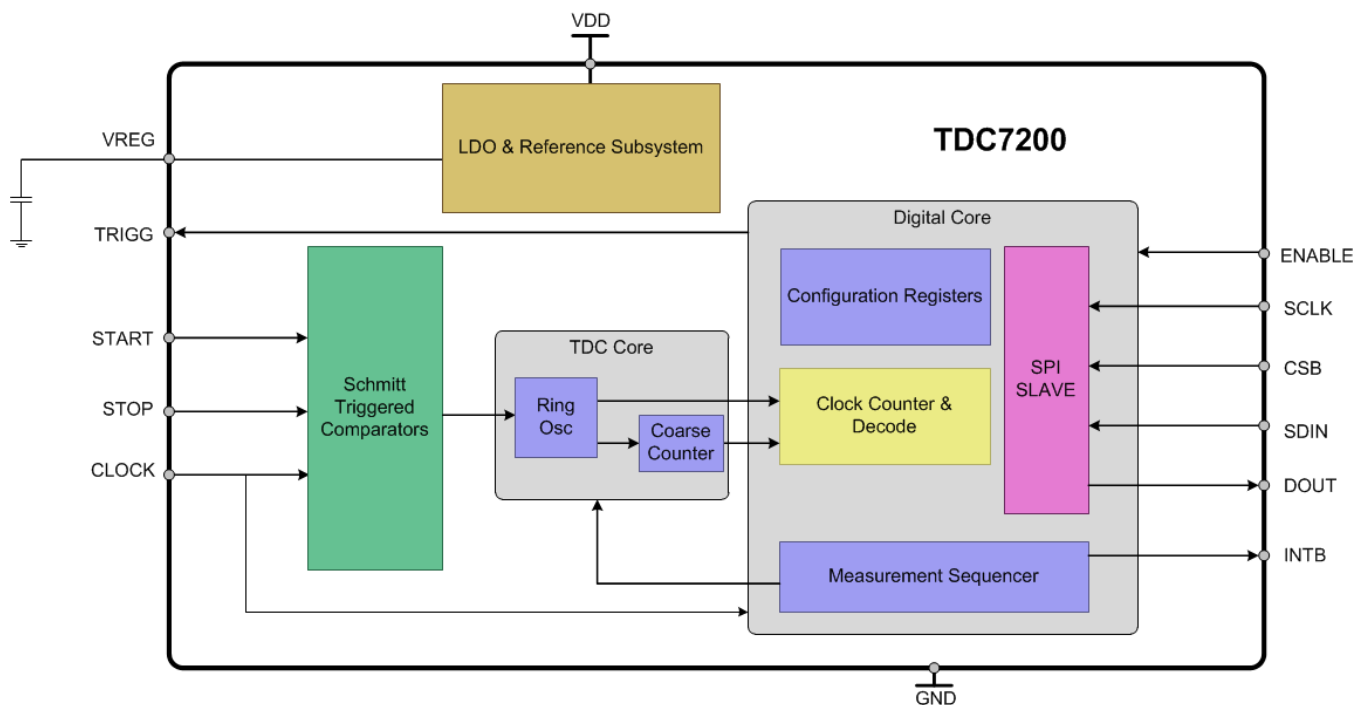 VDD
LDO & Reference Subsystem
TDC7200
VREG
TRIGG
START
STOP
CLOCK
Schmitt
Triggered
Comparators
TDC Core
Ring
Osc
Coarse
Counter
Digital Core
Configuration Registers
Clock Counter &
Decode
SPI
SLAVE
Measurement Sequencer
ENABLE
SCLK
CSB
SDIN
DOUT
INTB
GND